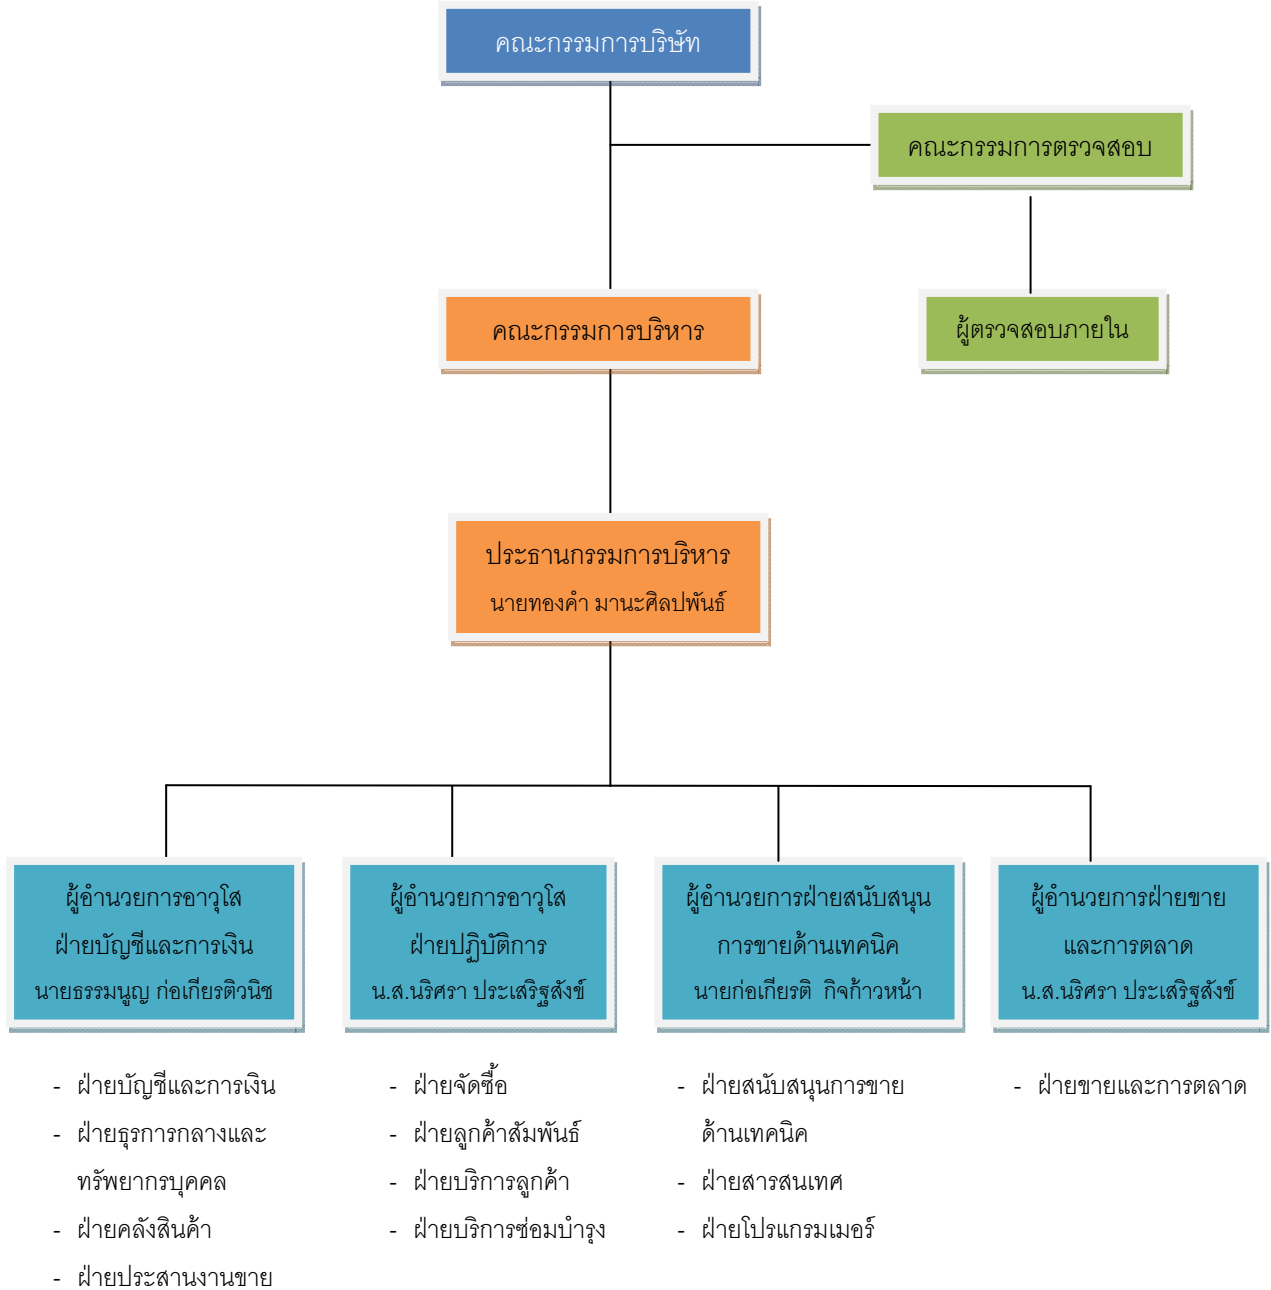 คณะกรรมการบริษัท
คณะกรรมการตรวจสอบ
คณะกรรมการบริหาร
ผู้ตรวจสอบภายใน
ประธานกรรมการบริหาร
นายทองคำ มานะศิลปพันธ์
ผู้อำนวยการอาวุโส
ฝ่ายบัญชีและการเงิน
นายธรรมนูญ ก่อเกียรติวนิช
ผู้อำนวยการอาวุโส
ฝ่ายปฏิบัติการ
น.ส.นริศรา ประเสริฐสังข์
ผู้อำนวยการฝ่ายสนับสนุน
การขายด้านเทคนิค
นายก่อเกียรติ กิจก้าวหน้า
ผู้อำนวยการฝ่ายขาย
และการตลาด
น.ส.นริศรา ประเสริฐสังข์
- ฝ่ายบัญชีและการเงิน
- ฝ่ายธุรการกลางและ
ทรัพยากรบุคคล
- ฝ่ายคลังสินค้า
- ฝ่ายประสานงานขาย
- ฝ่ายจัดซื้อ
- ฝ่ายลูกค้าสัมพันธ์
- ฝ่ายบริการลูกค้า
- ฝ่ายบริการซ่อมบำรุง
- ฝ่ายสนับสนุนการขาย
ด้านเทคนิค
- ฝ่ายสารสนเทศ
- ฝ่ายโปรแกรมเมอร์
- ฝ่ายขายและการตลาด